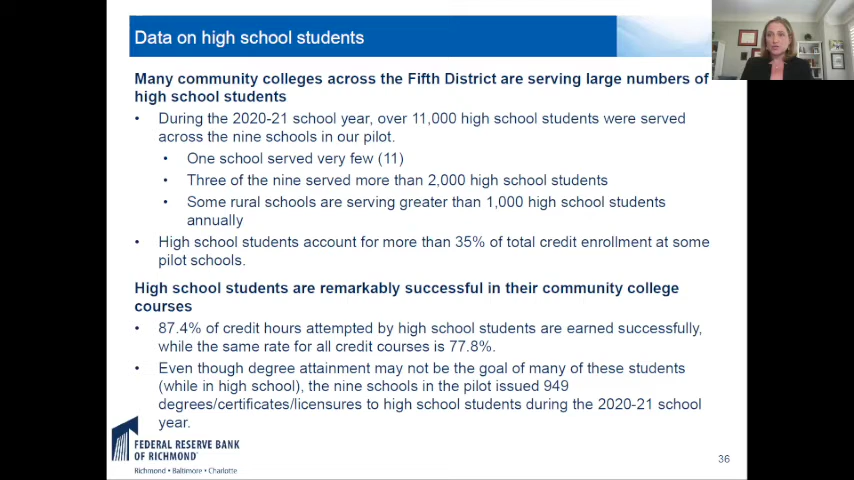 Data on high school students
Many community colleges across the Fifth District are serving large numbers of
high school students
• During the 2020-21 school year, over 11,000 high school students were served
across the nine schools in our pilot.
• One school served very few (11)
• Three of the nine served more than 2,000 high school students
• Some rural schools are serving greater than 1,000 high school students
annually
• High school students account for more than 35% of total credit enrollment at some
pilot schools.
High school students are remarkably successful in their community college
courses
• 87.4% of credit hours attempted by high school students are earned successfully,
while the same rate for all credit courses is 77.8%.
• Even though degree attainment may not be the goal of many of these students
(while in high school), the nine schools in the pilot issued 949
degrees/certificates/licensures to high school students during the 2020-21 school
year.
FEDERAL RESERVE BANK
OF RICHMOND
Richmond • Baltimore • Charlotte
36